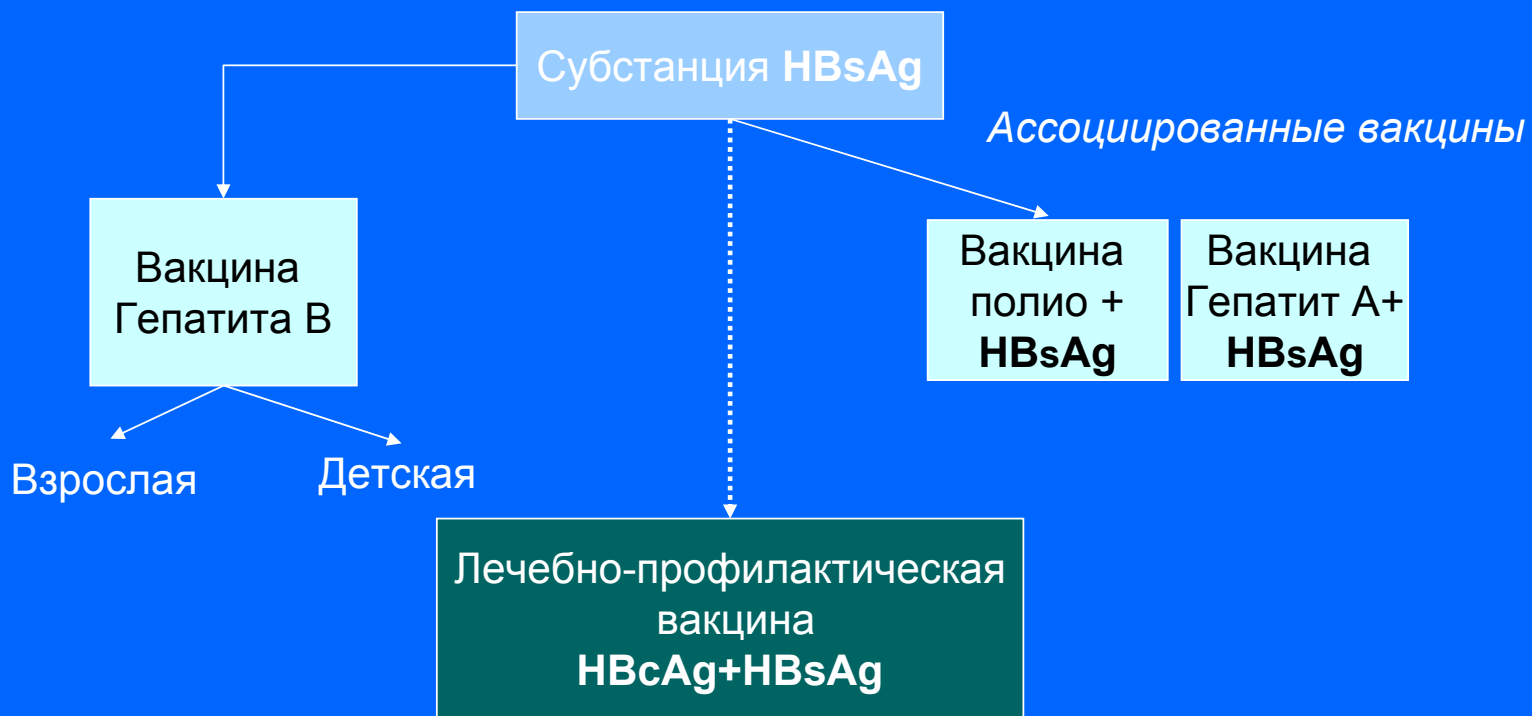 Субстанция HBsAg
Ассоциированные вакцины
Вакцина
Гепатита В
Вакцина
полио +
HBsAg
Вакцина
Гепатит А+
HBsAg
Взрослая
Детская
Лечебно-профилактическая
вакцина
HBcAg+HBsAg